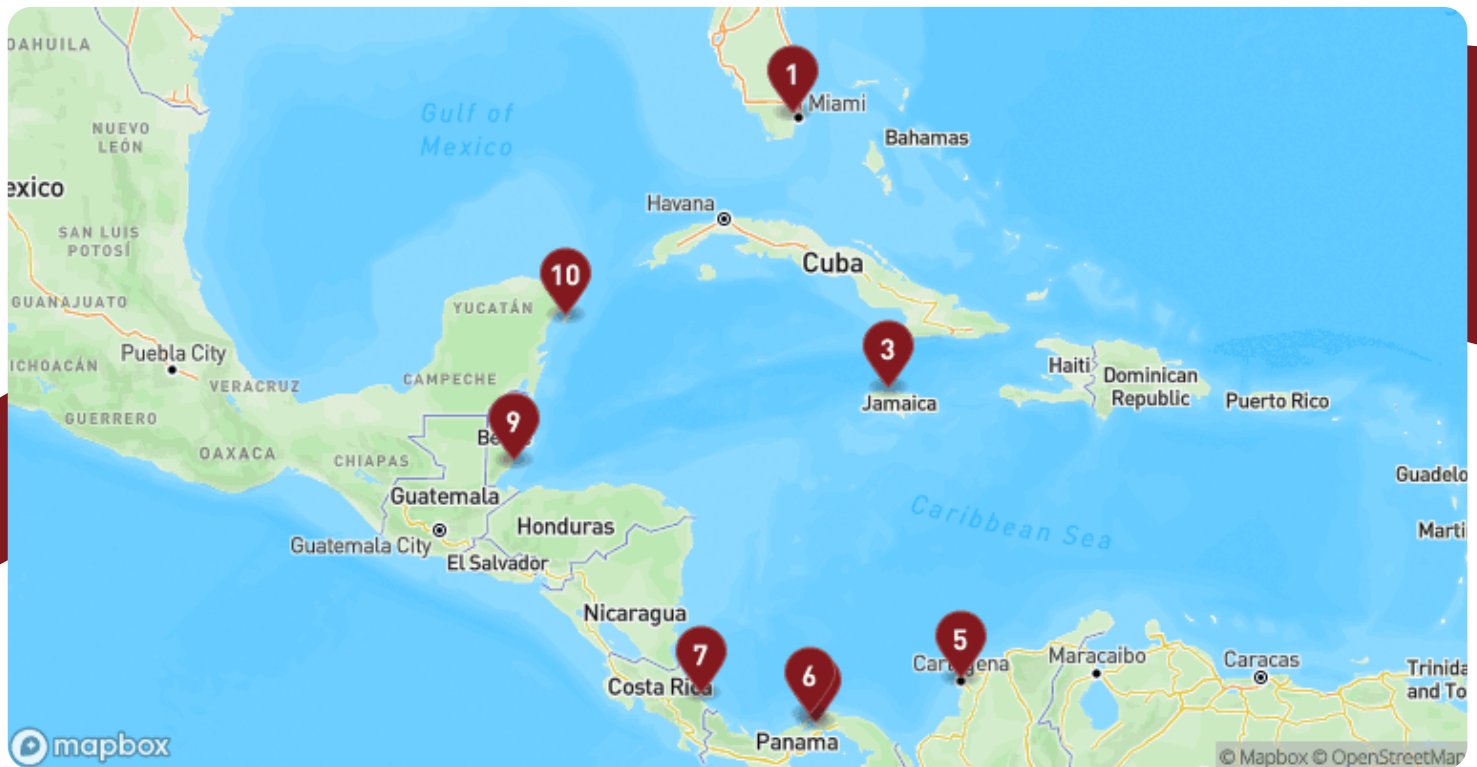 OAHUILA
1
Miami
Gulf of
Mexico
NUEVO
LEÓN
Bahamas
exico
Havana
SAN LUIS
POTOSÍ
Cuba
10
GUANAJUATO
YUCATÁN
3
Puebla City
ICHOACÁN
VERACRUZ
CAMPECHE
Haiti
Dominican
Republic
Jamaica
Puerto Rico
GUERRERO
9
OAXACA
CHIAPAS
Guadelo
Guatemala
Caribbean Sea
Honduras
Marti
Guatemala City
El Salvador
Nicaragua
5
7
Maracaibo
Caracas
Trinida
and To
6
Costa Rica
Panama
mapbox
© Mapbox © OpenStreetMap